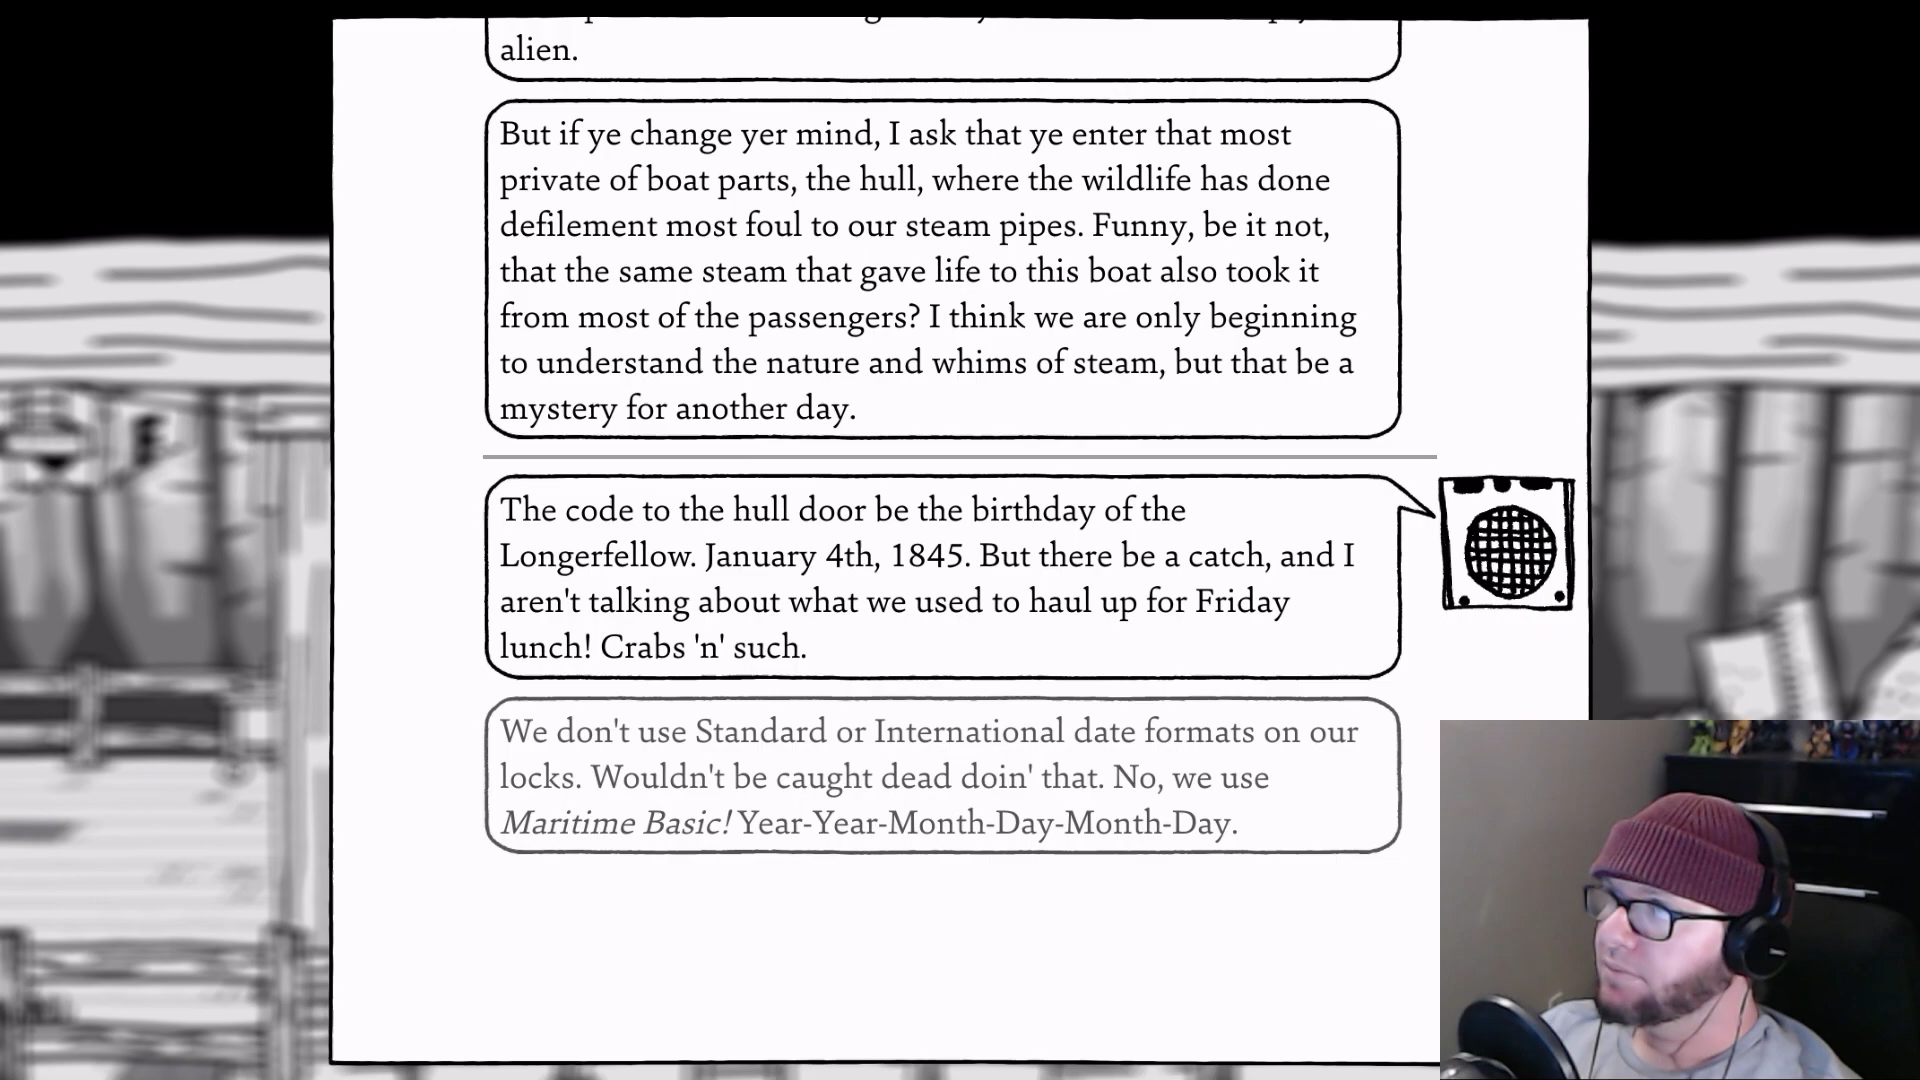 alien.
But if ye change yer mind, I ask that ye enter that most
private of boat parts, the hull, where the wildlife has done
defilement most foul to our steam pipes. Funny, be it not,
that the same steam that gave life to this boat also took it
from most of the passengers? I think we are only beginning
to understand the nature and whims of steam, but that be a
mystery for another day.
The code to the hull door be the birthday of the
Longerfellow. January 4th, 1845. But there be a catch, and I
aren't talking about what we used to haul up for Friday
lunch! Crabs 'n' such.
We don't use Standard or International date formats on our
locks. Wouldn't be caught dead doin' that. No, we use
Maritime Basic! Year-Year-Month-Day-Month-Day.